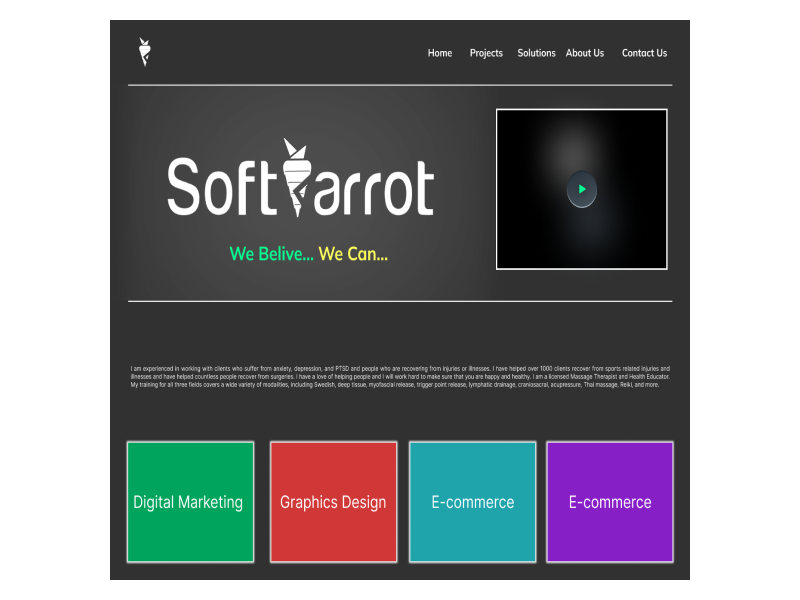 Home Projects Solutions About Us Contact Us
Soft arrot
We Belive... We Can...
I am experienced in working with clients who suffer from anxiety, depression, and PTSD and people who are recovering from injuries or illnesses. I have helped over 1000 clients recover from sports related injuries and
illnesses and have helped countless people recover from surgeries. I have a love of helping people and I will work hard to make sure that you are happy and healthy. I am a licensed Massage Therapist and Health Educator.
My training for all three fields covers a wide variety of modalities, including Swedish, deep tissue, myofascial release, trigger point release, lymphatic drainage, craniosacral, acupressure, Thai massage, Reiki, and more.
Digital Marketing Graphics Design E-commerce E-commerce